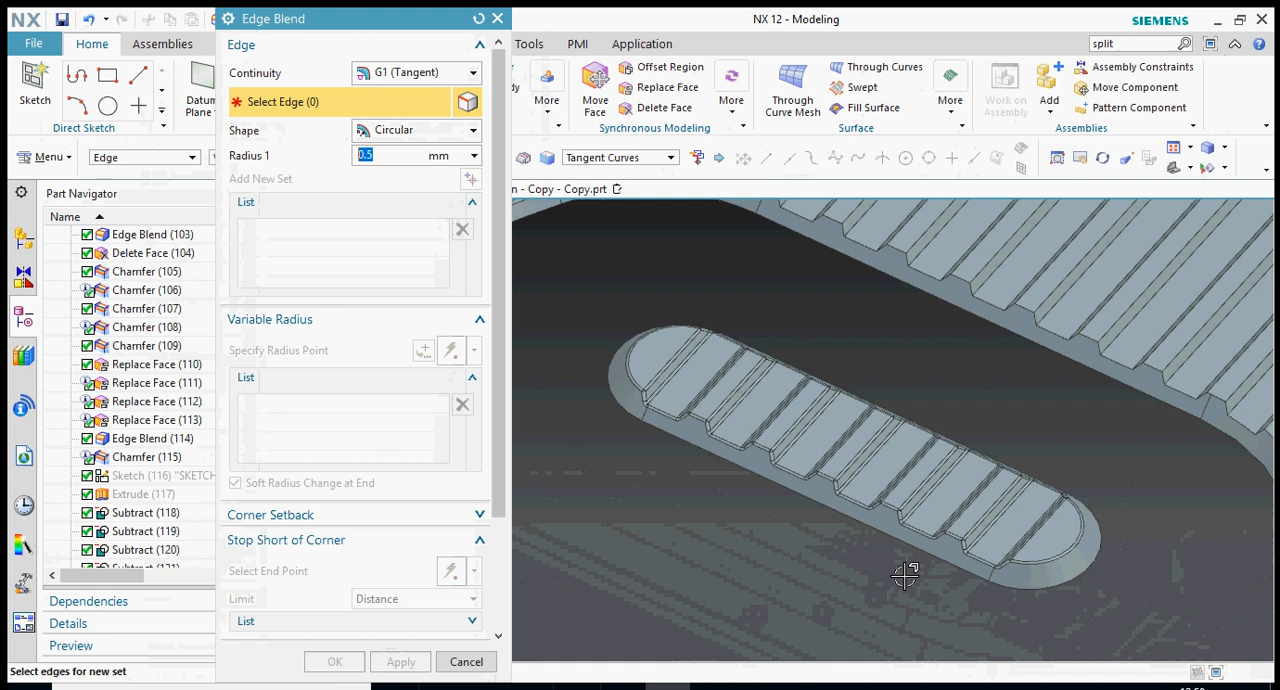 NX
NX 12 - Modeling
SIEMENS
Edge Blend
File
Home
Assemblies
Tools
PMI
Application
split
Sketch
Direct Sketch
Datum
Plane
More
Move
Face
Offset Region
Replace Face
Delete Face
More
Synchronous Modeling
Through
Curve Mesh
Through Curves
Swept
Fill Surface
More
Surface
Work on
Assembly
Add
Assembly Constraints
Move Component
Pattern Component
Assemblies
Menu
Edge
Tangent Curves
n - Copy - Copy.prt
Part Navigator
Name
Edge Blend (103)
Delete Face (104)
Chamfer (105)
Chamfer (106)
Chamfer (107)
Chamfer (108)
Chamfer (109)
Replace Face (110)
Replace Face (111)
Replace Face (112)
Replace Face (113)
Edge Blend (114)
Chamfer (115)
Sketch (116) "SKETCH
Extrude (117)
Subtract (118)
Subtract (119)
Subtract (120)
Dependencies
Details
Preview
Edge
Continuity
G1 (Tangent)
* Select Edge (0)
Shape
Circular
Radius 1
0.5
mm
Add New Set
List
Variable Radius
Specify Radius Point
List
Soft Radius Change at End
Corner Setback
Stop Short of Corner
Select End Point
Limit
Distance
List
OK
Apply
Cancel
Select edges for new set